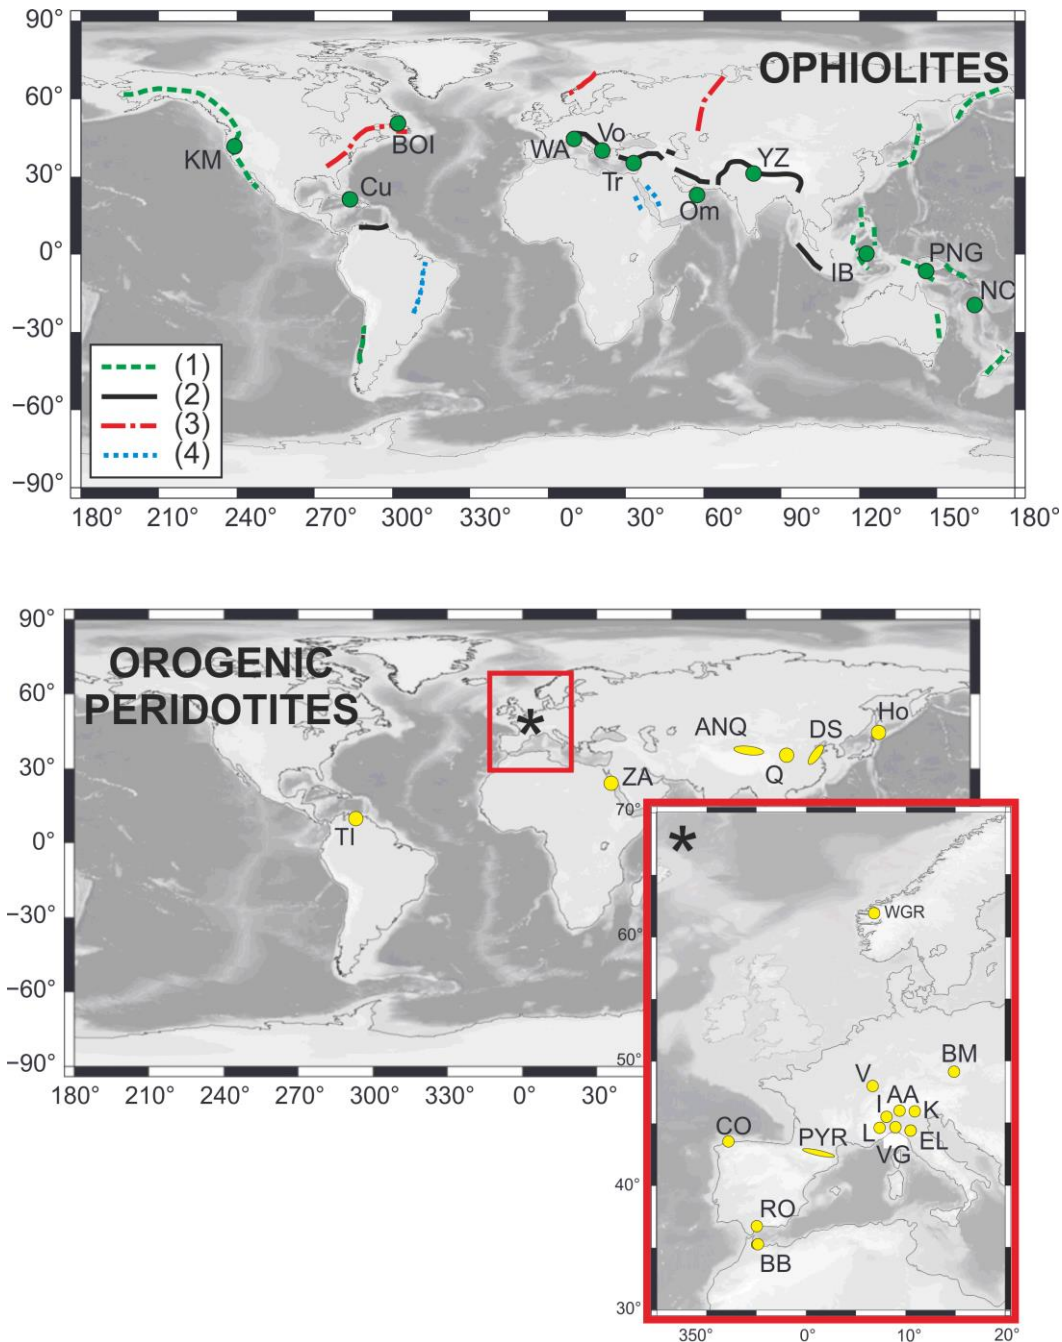 90°
OPHIOLITES
60°
Vo
KM
BOI
WA
YZ
30°
Cu
Tr
Om
0°
IB
PNG
NC
−30°
(1)
(2)
−60°
(3)
(4)
−90°
180° 210° 240° 270° 300° 330° 0° 30° 60° 90° 120° 150° 180°
90°
OROGENIC
PERIDOTITES
60°
*
ANQ
DS
Ho
30°
ZA
Q
TI
0°
−30°
−60°
−90°
180° 210° 240° 270° 300° 330° 0° 30°
70°
*
WGR
60°
50°
BM
V
I
AA
K
CO
PYR
L
VG
EL
40°
RO
BB
30°
350° 0° 10° 20°